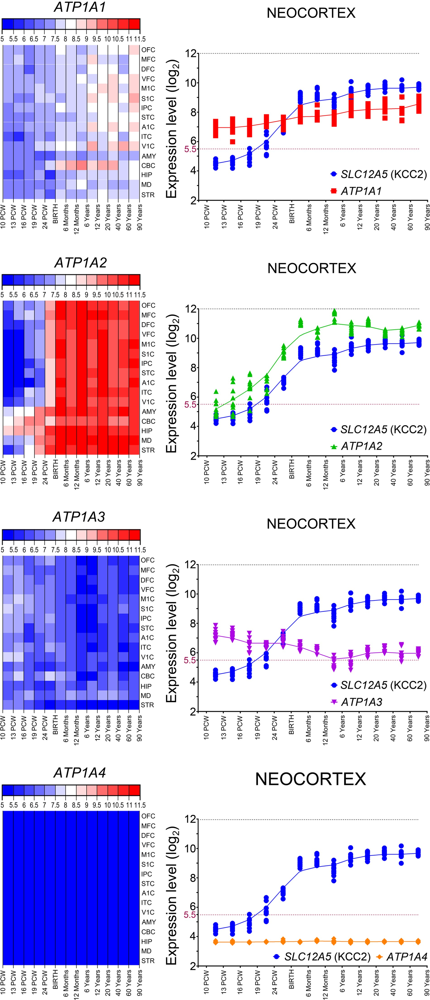 ATP1A1
5 5.5 6 6.5 7 7.5 8 8.5 9 9.5 10 10.5 11 11.5
OFC
MFC
DFC
VFC
M1C
S1C
IPC
STC
A1C
ITC
V1C
AMY
CBC
HIP
MD
STR
10 PCW 13 PCW 16 PCW 19 PCW 24 PCW BIRTH 6 Months 12 Months 6 Years 12 Years 20 Years 40 Years 60 Years 90 Years
NEOCORTEX
Expression level (log2)
12
10
8
6
5.5
4
2
SLC12A5 (KCC2)
ATP1A1
10 PCW 13 PCW 16 PCW 19 PCW 24 PCW BIRTH 6 Months 12 Months 6 Years 12 Years 20 Years 40 Years 60 Years 90 Years
ATP1A2
5 5.5 6 6.5 7 7.5 8 8.5 9 9.5 10 10.5 11 11.5
OFC
MFC
DFC
VFC
M1C
S1C
IPC
STC
A1C
ITC
V1C
AMY
CBC
HIP
MD
STR
10 PCW 13 PCW 16 PCW 19 PCW 24 PCW BIRTH 6 Months 12 Months 6 Years 12 Years 20 Years 40 Years 60 Years 90 Years
NEOCORTEX
Expression level (log2)
12
10
8
6
5.5
4
2
SLC12A5 (KCC2)
ATP1A2
10 PCW 13 PCW 16 PCW 19 PCW 24 PCW BIRTH 6 Months 12 Months 6 Years 12 Years 20 Years 40 Years 60 Years 90 Years
ATP1A3
5 5.5 6 6.5 7 7.5 8 8.5 9 9.5 10 10.5 11 11.5
OFC
MFC
DFC
VFC
M1C
S1C
IPC
STC
A1C
ITC
V1C
AMY
CBC
HIP
MD
STR
10 PCW 13 PCW 16 PCW 19 PCW 24 PCW BIRTH 6 Months 12 Months 6 Years 12 Years 20 Years 40 Years 60 Years 90 Years
NEOCORTEX
Expression level (log2)
12
10
8
6
5.5
4
2
SLC12A5 (KCC2)
ATP1A3
10 PCW 13 PCW 16 PCW 19 PCW 24 PCW BIRTH 6 Months 12 Months 6 Years 12 Years 20 Years 40 Years 60 Years 90 Years
ATP1A4
5 5.5 6 6.5 7 7.5 8 8.5 9 9.5 10 10.5 11 11.5
OFC
MFC
DFC
VFC
M1C
S1C
IPC
STC
A1C
ITC
V1C
AMY
CBC
HIP
MD
STR
10 PCW 13 PCW 16 PCW 19 PCW 24 PCW BIRTH 6 Months 12 Months 6 Years 12 Years 20 Years 40 Years 60 Years 90 Years
NEOCORTEX
Expression level (log2)
12
10
8
6
5.5
4
2
SLC12A5 (KCC2) ATP1A4
10 PCW 13 PCW 16 PCW 19 PCW 24 PCW BIRTH 6 Months 12 Months 6 Years 12 Years 20 Years 40 Years 60 Years 90 Years